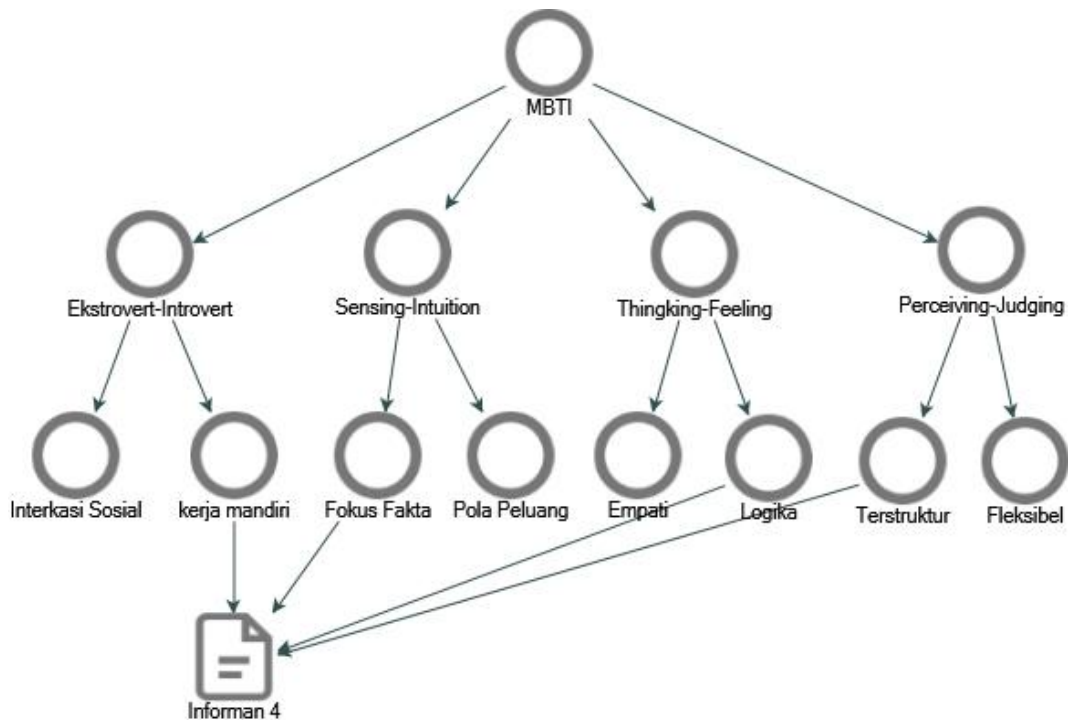 MBTI
Ekstrovert-Introvert
Sensing-Intuition
Thingking-Feeling
Perceiving-Judging
Interkasi Sosial
kerja mandiri
Fokus Fakta
Pola Peluang
Empati
Logika
Terstruktur
Fleksibel
Informan 4